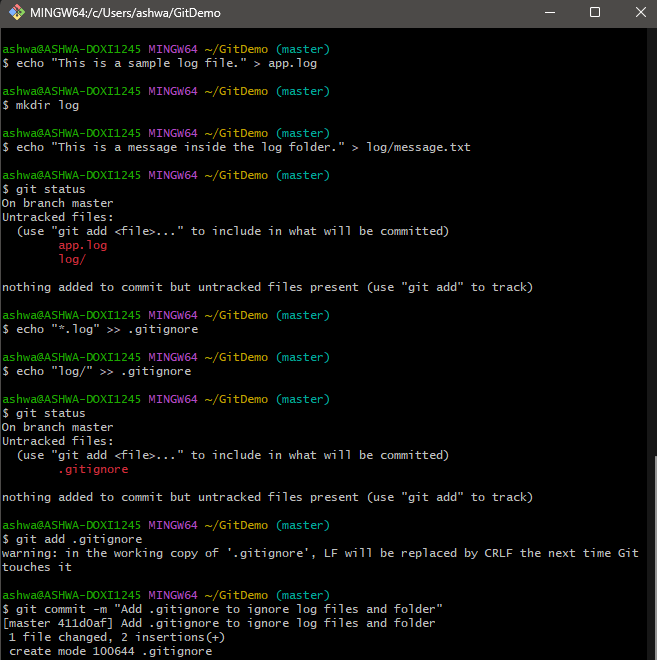 MINGW64:/c/Users/ashwa/GitDemo
ashwa@ASHWA-DOXI1245 MINGW64 ~/GitDemo (master)
$ echo "This is a sample log file." > app.log
ashwa@ASHWA-DOXI1245 MINGW64 ~/GitDemo (master)
$ mkdir log
ashwa@ASHWA-DOXI1245 MINGW64 ~/GitDemo (master)
$ echo "This is a message inside the log folder." > log/message.txt
ashwa@ASHWA-DOXI1245 MINGW64 ~/GitDemo (master)
$ git status
On branch master
Untracked files:
  (use "git add <file>..." to include in what will be committed)
        app.log
        log/
nothing added to commit but untracked files present (use "git add" to track)
ashwa@ASHWA-DOXI1245 MINGW64 ~/GitDemo (master)
$ echo "*.log" >> .gitignore
ashwa@ASHWA-DOXI1245 MINGW64 ~/GitDemo (master)
$ echo "log/" >> .gitignore
ashwa@ASHWA-DOXI1245 MINGW64 ~/GitDemo (master)
$ git status
On branch master
Untracked files:
  (use "git add <file>..." to include in what will be committed)
        .gitignore
nothing added to commit but untracked files present (use "git add" to track)
ashwa@ASHWA-DOXI1245 MINGW64 ~/GitDemo (master)
$ git add .gitignore
warning: in the working copy of '.gitignore', LF will be replaced by CRLF the next time Git
touches it
ashwa@ASHWA-DOXI1245 MINGW64 ~/GitDemo (master)
$ git commit -m "Add .gitignore to ignore log files and folder"
[master 411d0af] Add .gitignore to ignore log files and folder
 1 file changed, 2 insertions(+)
 create mode 100644 .gitignore